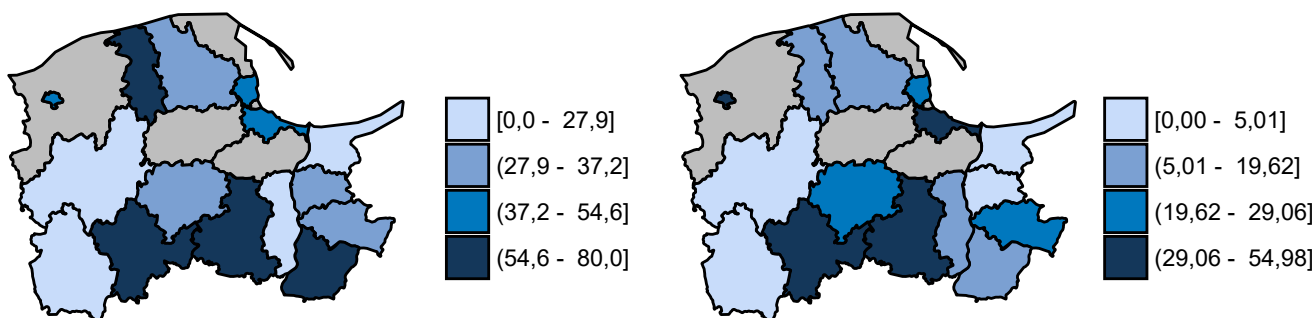 [0,0 - 27,9]
(27,9 - 37,2]
(37,2 - 54,6]
(54,6 - 80,0]
[0,00 - 5,01]
(5,01 - 19,62]
(19,62 - 29,06]
(29,06 - 54,98]